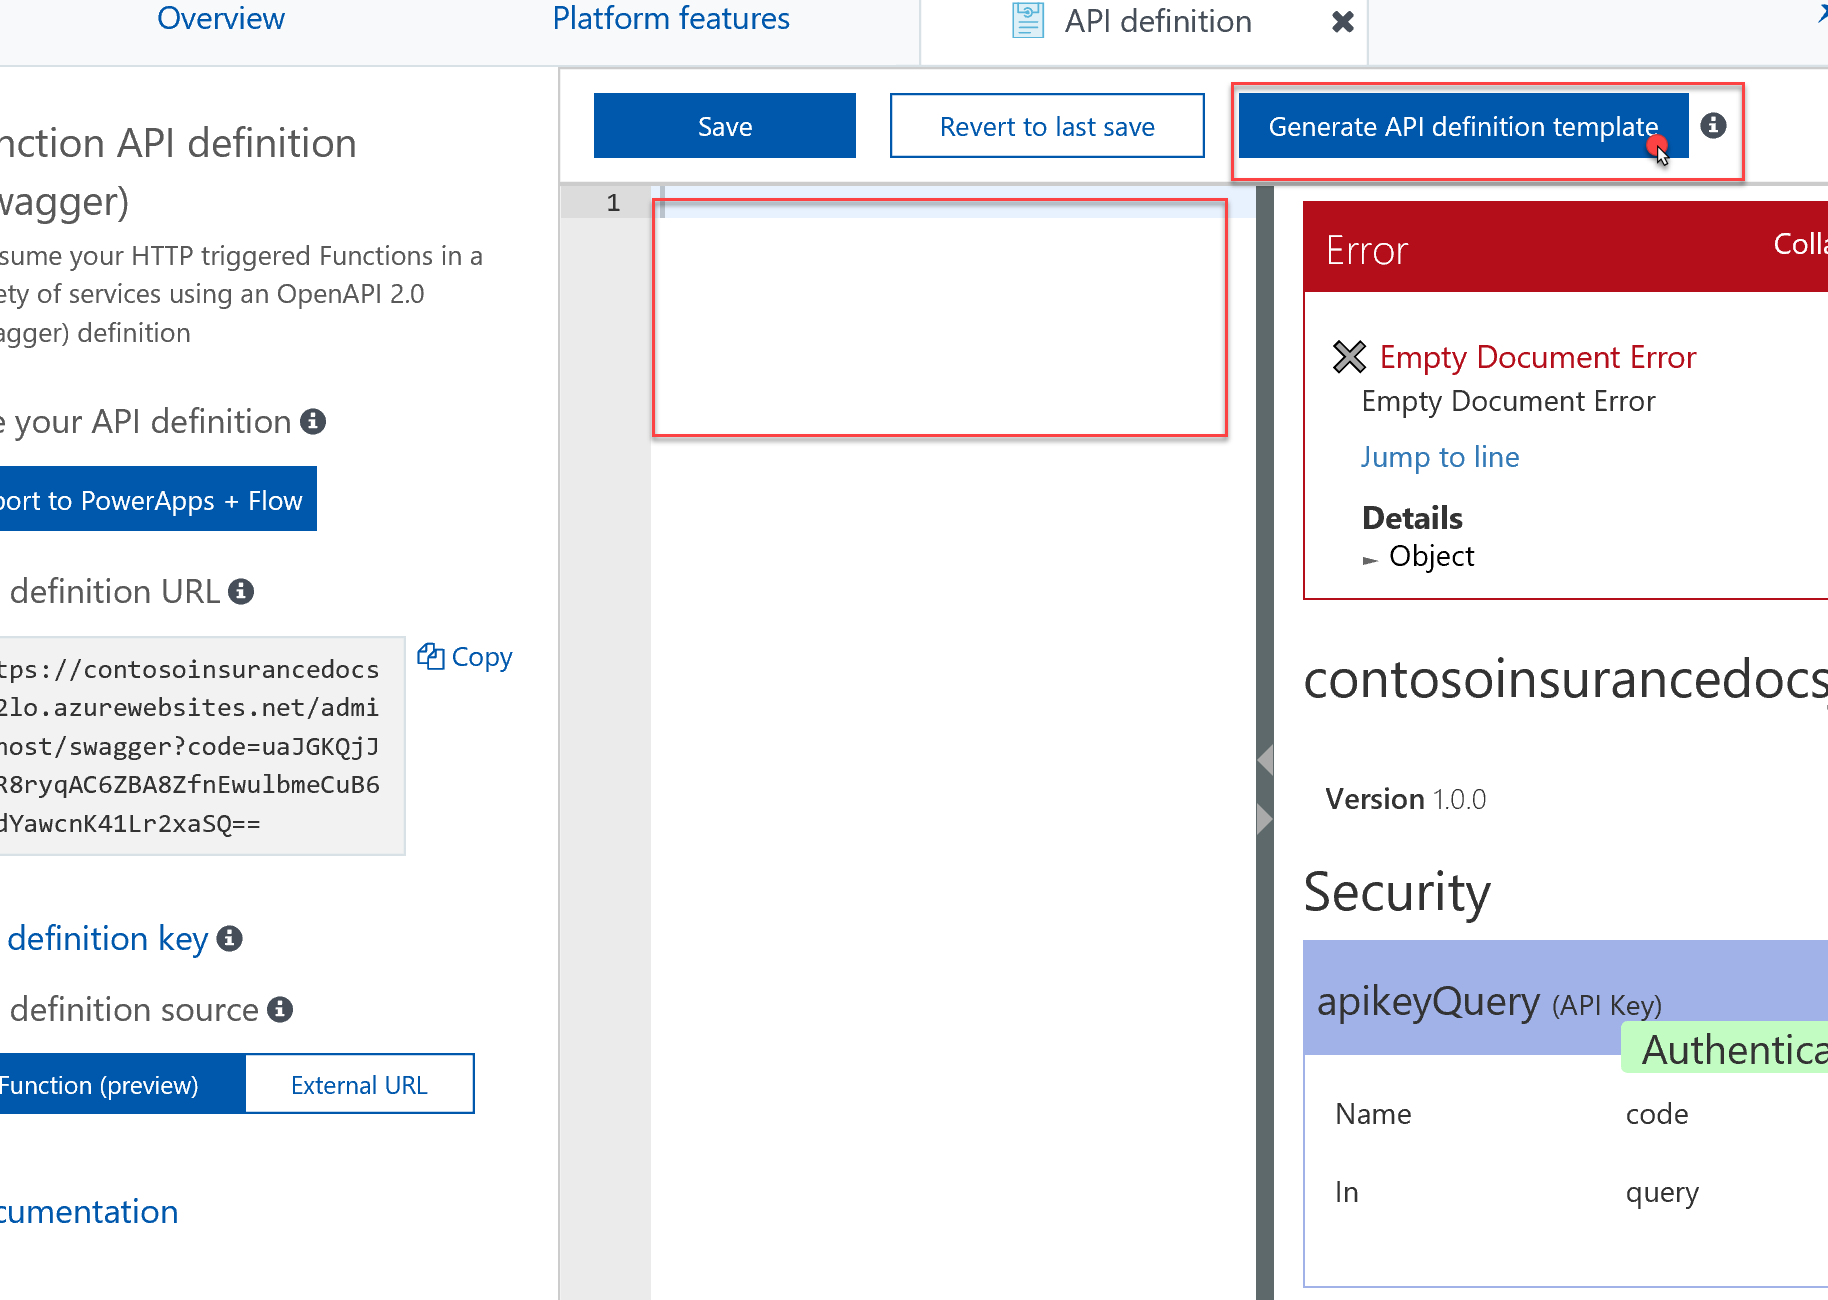 Overview
Platform features
API definition
nction API definition
wagger)
sume your HTTP triggered Functions in a
ety of services using an OpenAPI 2.0
agger) definition
e your API definition
port to PowerApps + Flow
definition URL
tps://contosoinsurancedocs
2lo.azurewebsites.net/admi
host/swagger?code=uaJGKQjJ
R8ryqAC6ZBA8ZfnEwulbmeCuB6
dYawcnK41Lr2xaSQ==
Copy
definition key
definition source
Function (preview)
External URL
cumentation
Save
Revert to last save
Generate API definition template
1
Error
Colla
Empty Document Error
Empty Document Error
Jump to line
Details
Object
contosoinsurancedocs
Version 1.0.0
Security
apikeyQuery (API Key)
Authentica
Name code
In query